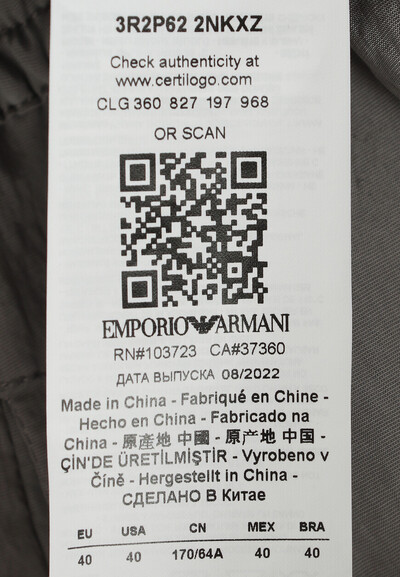 3R2P62 2NKXZ
Check authenticity at
www.certilogo.com
CLG 360 827 197 968
OR SCAN
EMPORIO ARMANI
RN#103723 CA#37360
ДАТА ВЫПУСКА 08/2022
Made in China - Fabriqué en Chine -
Hecho en China - Fabricado na
China - 原產地 中國 - 原产地 中国 -
ÇİN'DE ÜRETİLMİŞTİR - Vyrobeno v
Číně - Hergestellt in China -
СДЕЛАНО В Китае
EU USA CN MEX BRA
40 40 170/64A 40 40